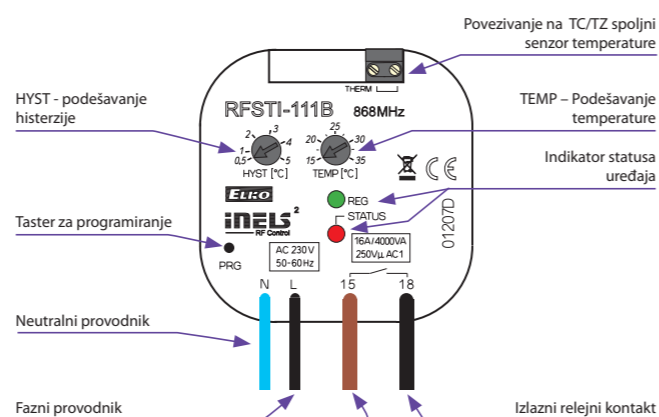 Povezivanje na TC/TZ spoljni
senzor temperature
THERM
RFSTI-111B 868MHz
HYST - podešavanje
histerzije
TEMP – Podešavanje
temperature
0,5 1 2 3 4 5
HYST [°C]
15 20 25 30 35
TEMP [°C]
Indikator statusa
uređaja
CE
ELKO
REG
iNELS²
RF Control
STATUS
01207D
Taster za programiranje
PRG
AC 230V
50-60Hz
16A/4000VA
250Vµ AC1
N L 15 18
Neutralni provodnik
Fazni provodnik
Izlazni relejni kontakt